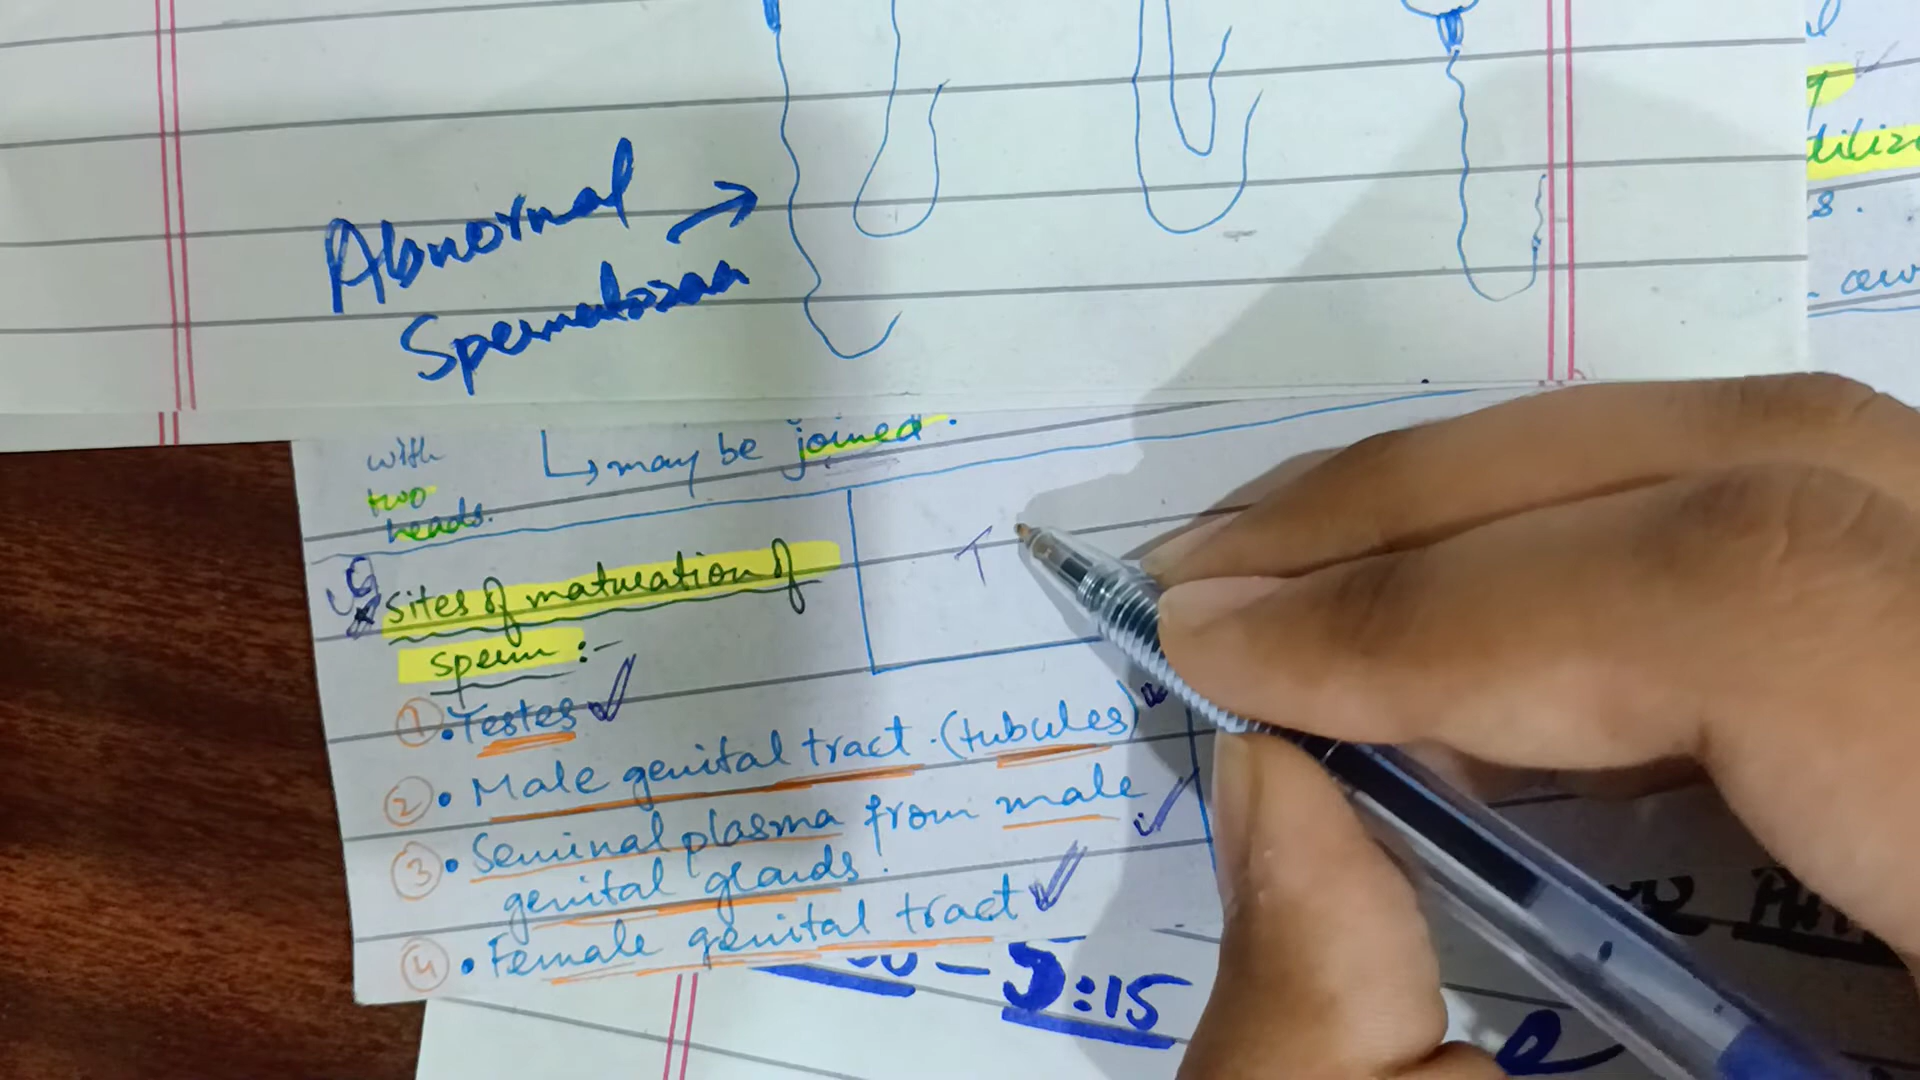 Abnormal
Spermatozoa
with
two
heads.
may be joined.
Q
* Sites of maturation of
sperm :-
① • Testes ✓
② • Male genital tract. (tubules)
③ • Seminal plasma from male ✓
genital glands.
④ • Female genital tract ✓
T
- 5:15